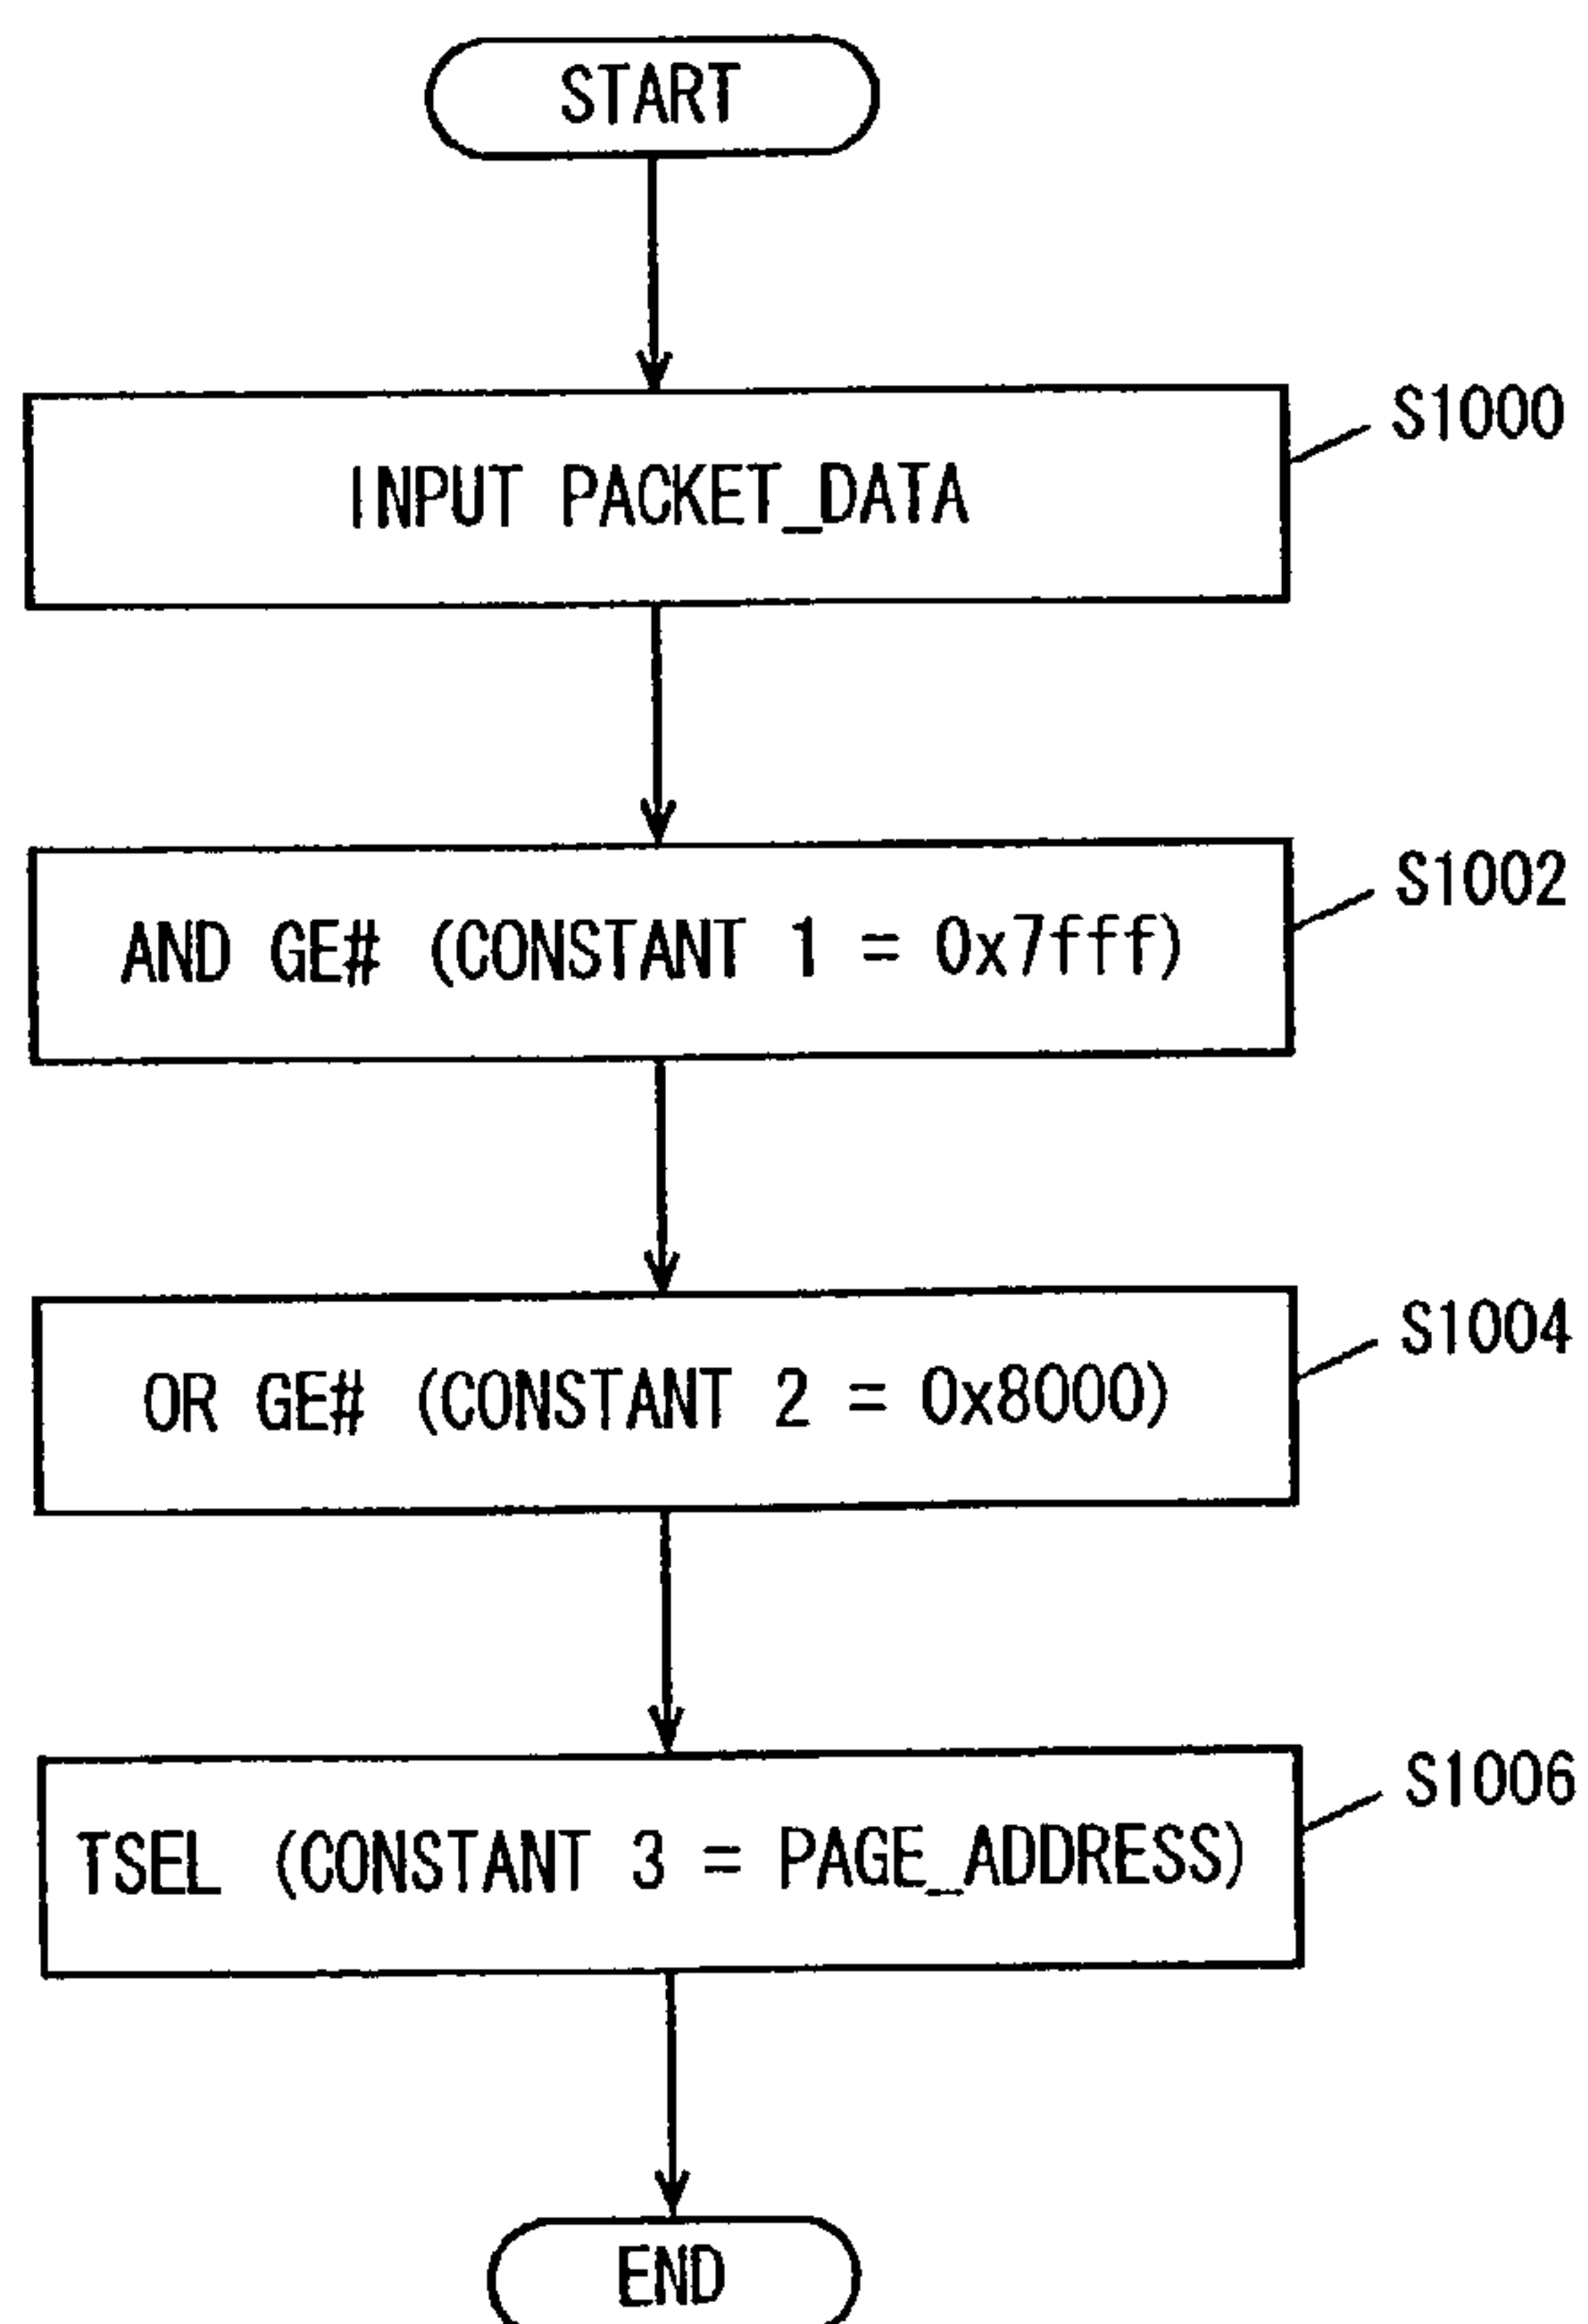 START
INPUT PACKET_DATA
S1000
AND GE# (CONSTANT 1 = 0x7fff)
S1002
OR GE# (CONSTANT 2 = 0x8000)
S1004
TSEL (CONSTANT 3 = PAGE_ADDRESS)
S1006
END